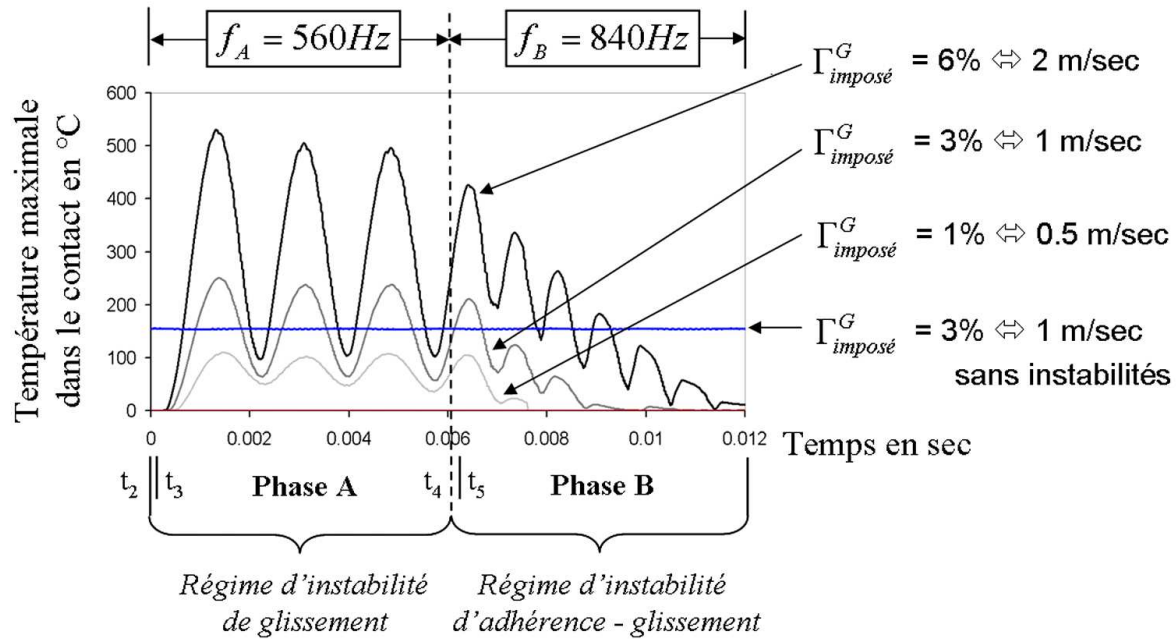 f_A = 560Hz
f_B = 840Hz
Γ^G_imposé = 6% ⇔ 2 m/sec
Γ^G_imposé = 3% ⇔ 1 m/sec
Γ^G_imposé = 1% ⇔ 0.5 m/sec
Γ^G_imposé = 3% ⇔ 1 m/sec
sans instabilités
Température maximale
dans le contact en °C
600
500
400
300
200
100
0
0 0.002 0.004 0.006 0.008 0.01 0.012
Temps en sec
t2 t3 Phase A t4 t5 Phase B
Régime d'instabilité
de glissement
Régime d'instabilité
d'adhérence - glissement